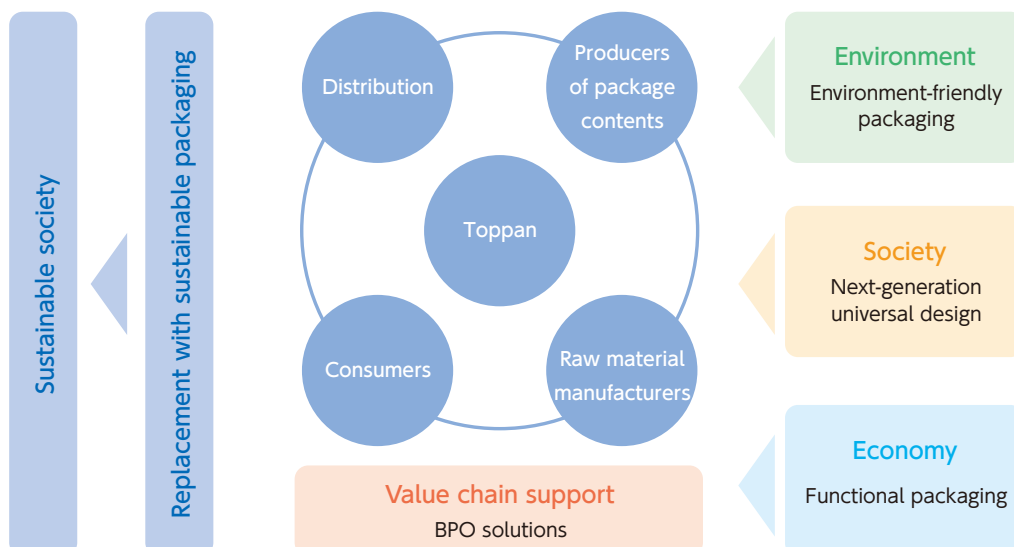 Sustainable society
Replacement with sustainable packaging
Distribution
Producers
of package
contents
Toppan
Consumers
Raw material
manufacturers
Value chain support
BPO solutions
Environment
Environment-friendly
packaging
Society
Next-generation
universal design
Economy
Functional packaging